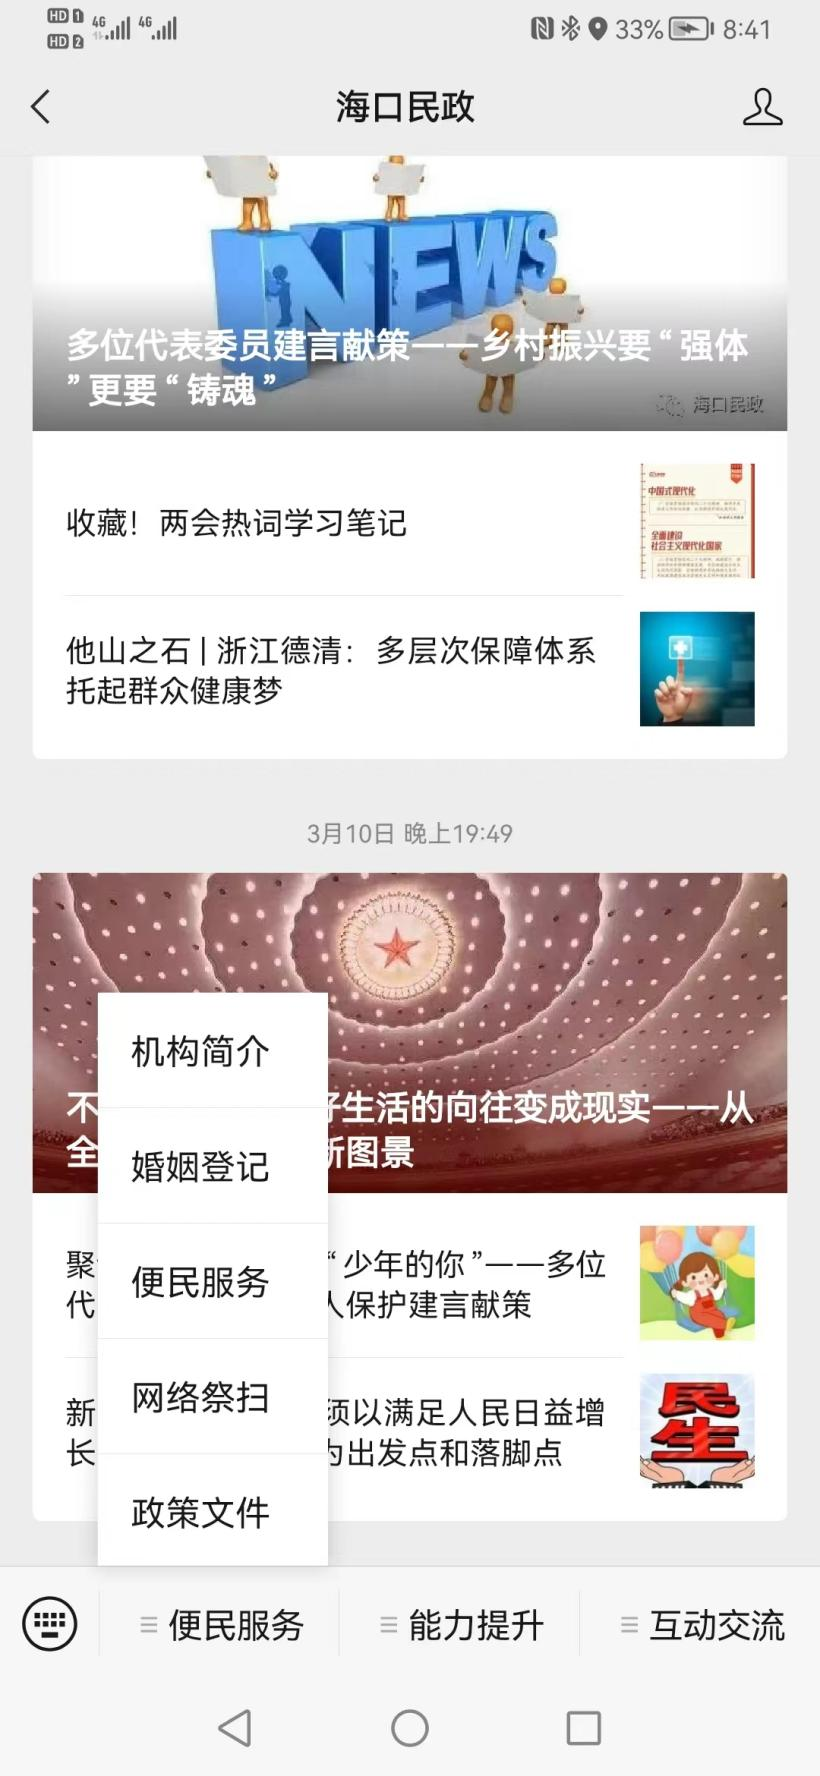 HD 1 4G 4G 33% 8:41
HD 2
海口民政
NEWS
多位代表委员建言献策——乡村振兴要“强体
”更要“铸魂”
海口民政
收藏！两会热词学习笔记
中国式现代化
全面建设
社会主义现代化国家
他山之石 | 浙江德清：多层次保障体系
托起群众健康梦
3月10日 晚上19:49
不 好生活的向往变成现实——从
全 新图景
聚 “少年的你”——多位
代 人保护建言献策
新 须以满足人民日益增
长 为出发点和落脚点
民
生
机构简介
婚姻登记
便民服务
网络祭扫
政策文件
便民服务 能力提升 互动交流